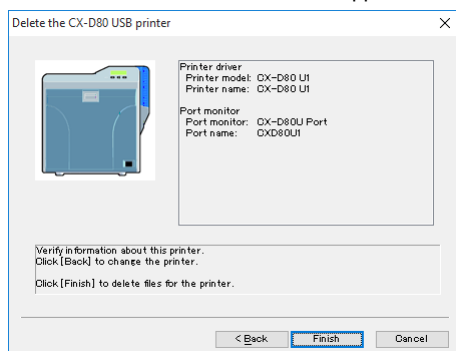 Delete the CX-D80 USB printer
Printer driver
Printer model: CX-D80 U1
Printer name: CX-D80 U1
Port monitor
Port monitor: CX-D80U Port
Port name: CXD80U1
Verify information about this printer.
Click [Back] to change the printer.
Click [Finish] to delete files for the printer.
< Back Finish Cancel